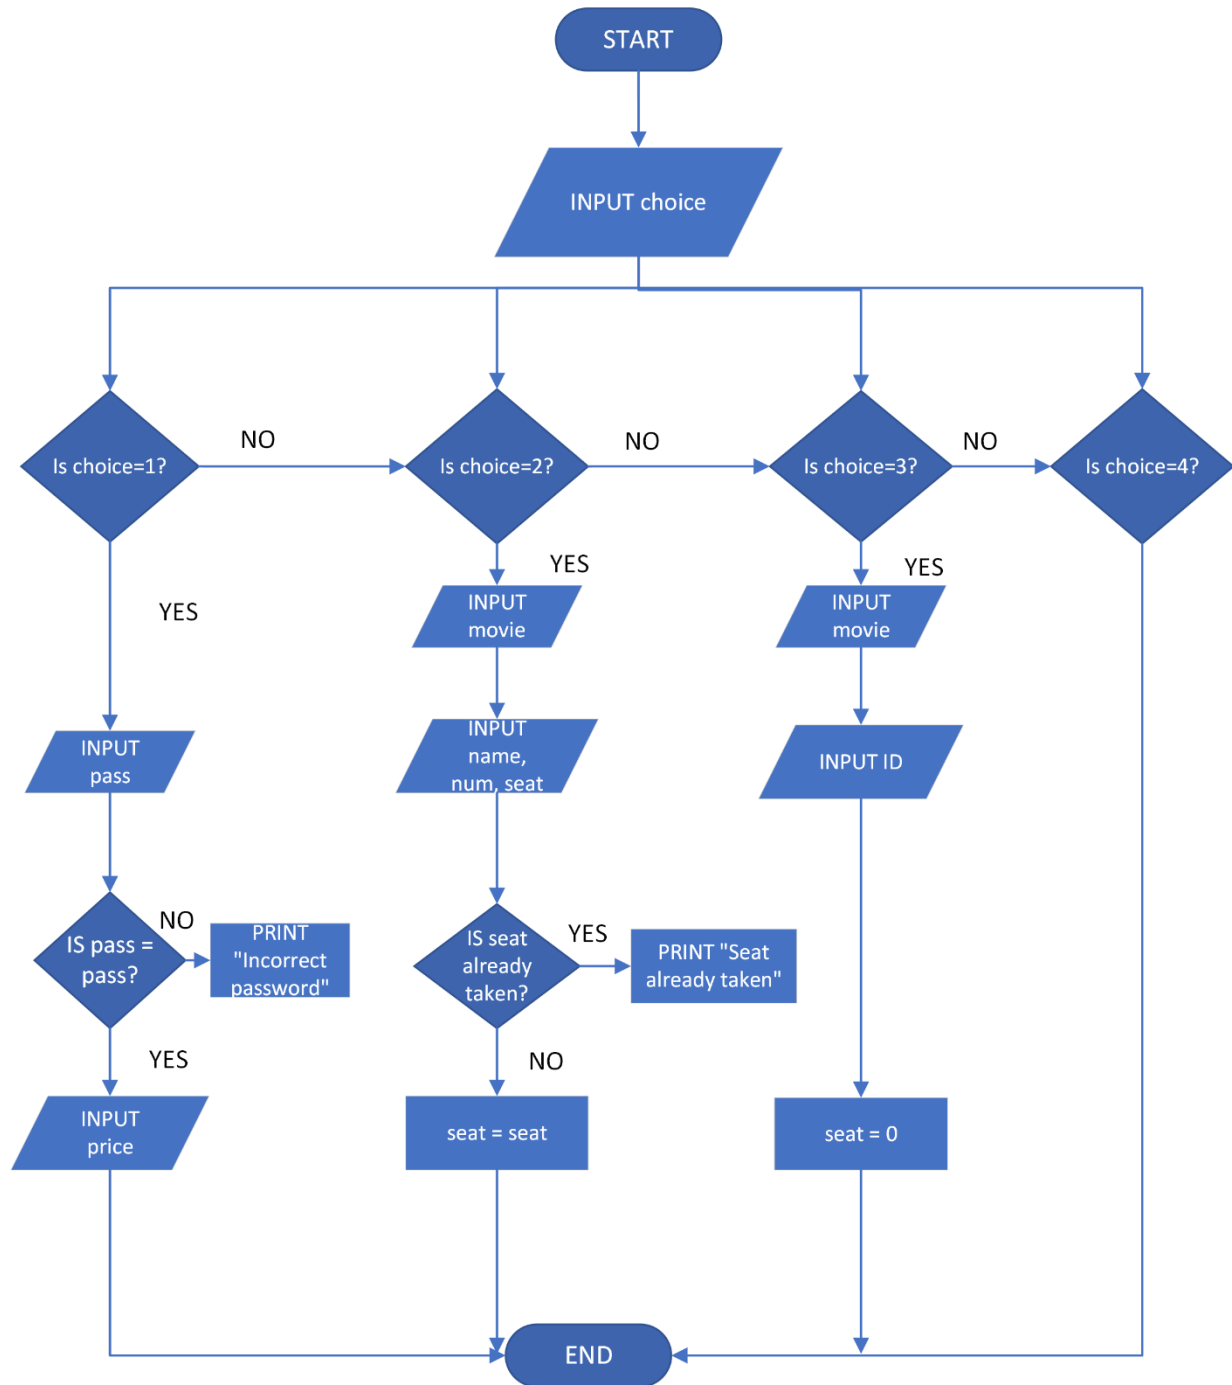 START
INPUT choice
Is choice=1?
NO
Is choice=2?
NO
Is choice=3?
NO
Is choice=4?
YES
YES
YES
INPUT
movie
INPUT
movie
INPUT
pass
INPUT
name,
num, seat
INPUT ID
IS pass =
pass?
NO
PRINT
"Incorrect
password"
IS seat
already
taken?
YES
PRINT "Seat
already taken"
YES
NO
INPUT
price
seat = seat
seat = 0
END